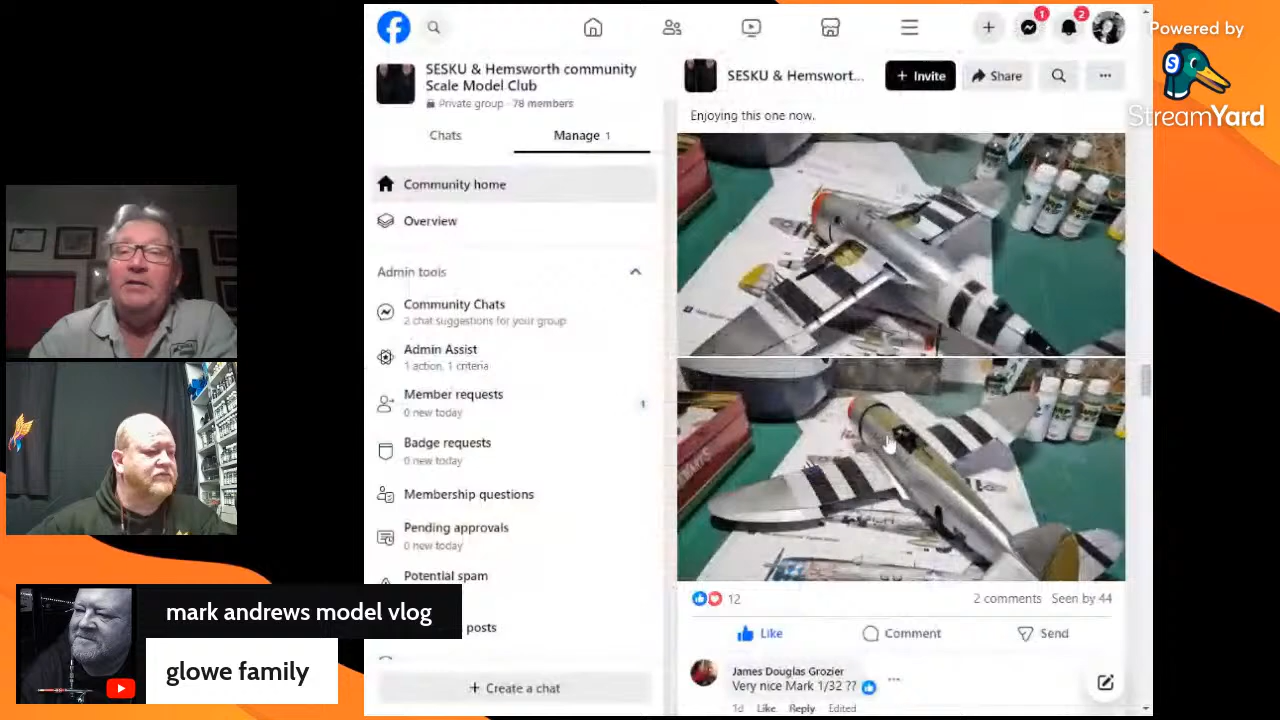 Powered by
StreamYard
1
2
SESKU & Hemsworth community
Scale Model Club
Private group · 78 members
Chats
Manage 1
Community home
Overview
Admin tools
Community Chats
2 chat suggestions for your group
Admin Assist
1 action, 1 criteria
Member requests
0 new today
1
Badge requests
0 new today
Membership questions
Pending approvals
0 new today
Potential spam
posts
+ Create a chat
SESKU & Hemswort...
+ Invite
Share
Enjoying this one now.
12
2 comments Seen by 44
Like
Comment
Send
James Douglas Grozier
Very nice Mark 1/32 ??
1d Like Reply Edited
mark andrews model vlog
glowe family